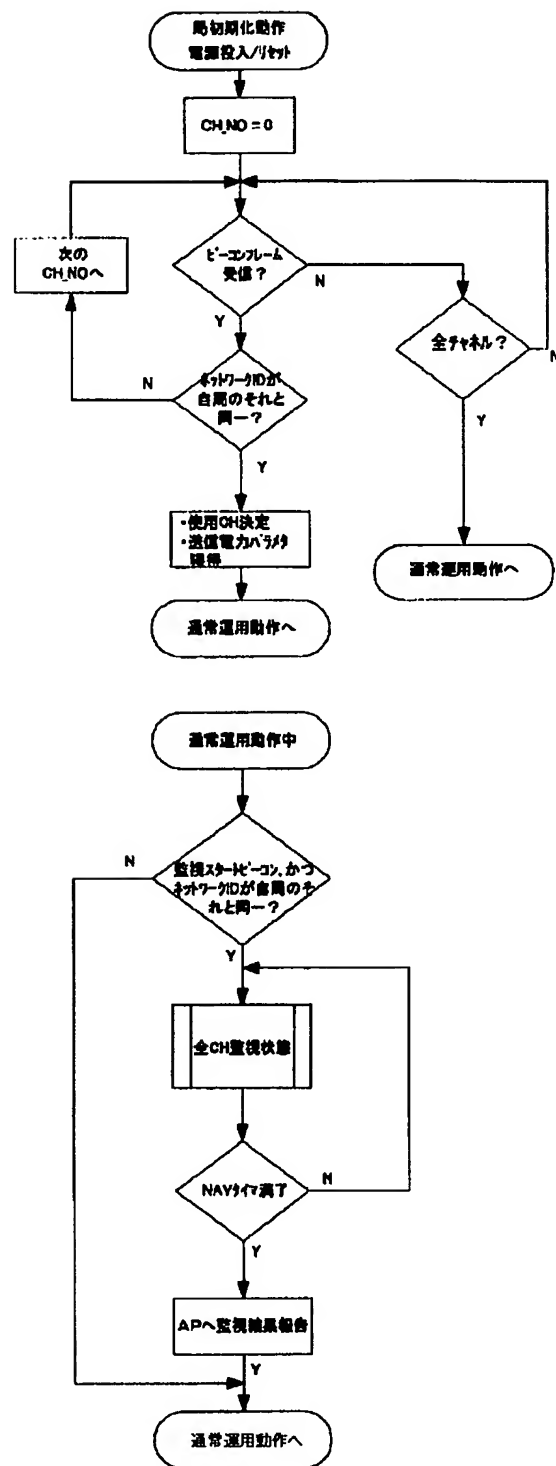 局初期化動作
電源投入/リセット
CH_NO = 0
次の
CH_NOへ
ビーコンフレーム
受信？
N
Y
全チャネル？
N
N
ネットワークIDが
自局のそれと
同一？
Y
Y
・使用CH決定
・送信電力パラメタ
獲得
通常運用動作へ
通常運用動作へ
通常運用動作中
N
監視スタートビーコン、かつ
ネットワークIDが自局のそ
れと同一？
Y
全CH監視状態
NAVタイマ満了
N
Y
APへ監視結果報告
Y
通常運用動作へ